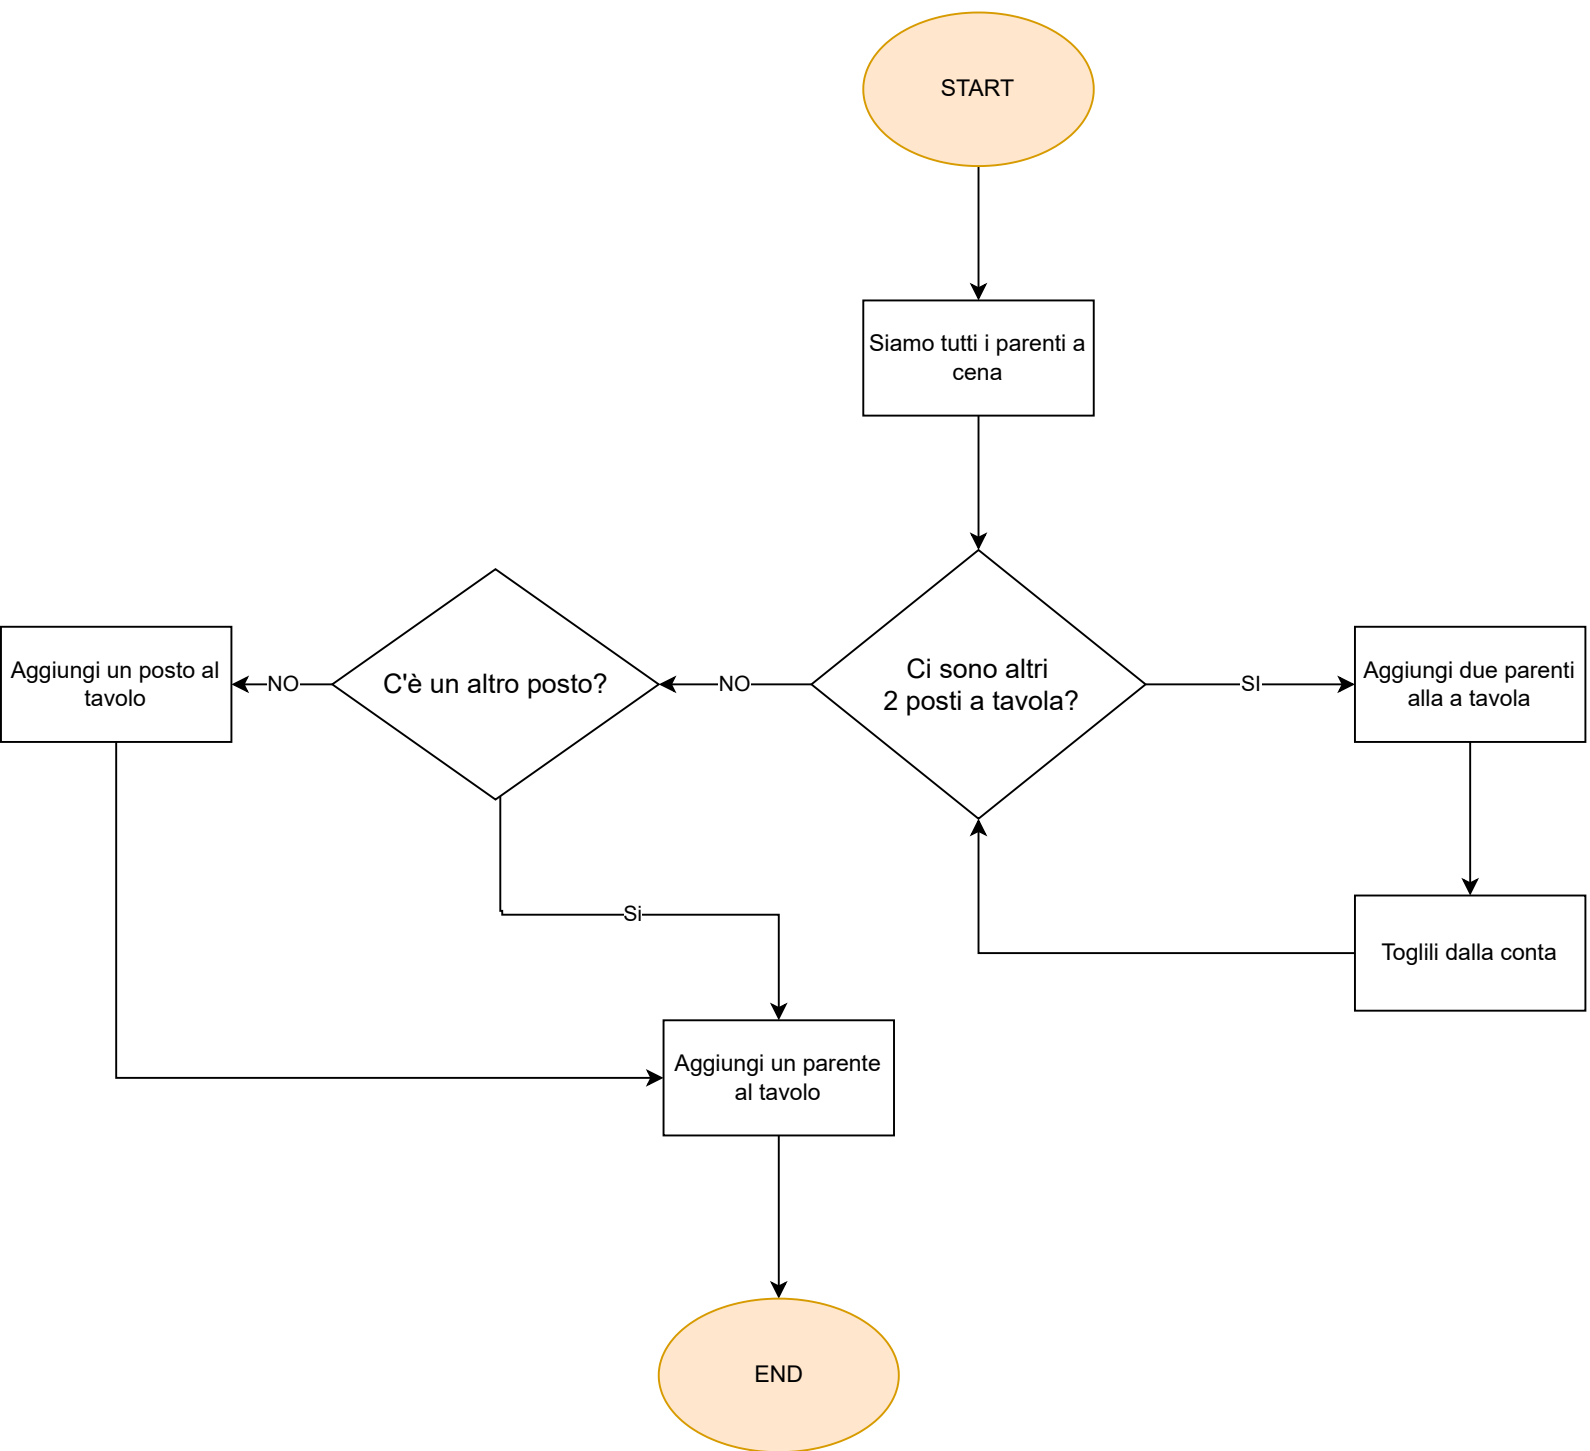 START
Siamo tutti i parenti a
cena
Ci sono altri
2 posti a tavola?
SI
Aggiungi due parenti
alla a tavola
Toglili dalla conta
NO
C'è un altro posto?
NO
Aggiungi un posto al
tavolo
Si
Aggiungi un parente
al tavolo
END